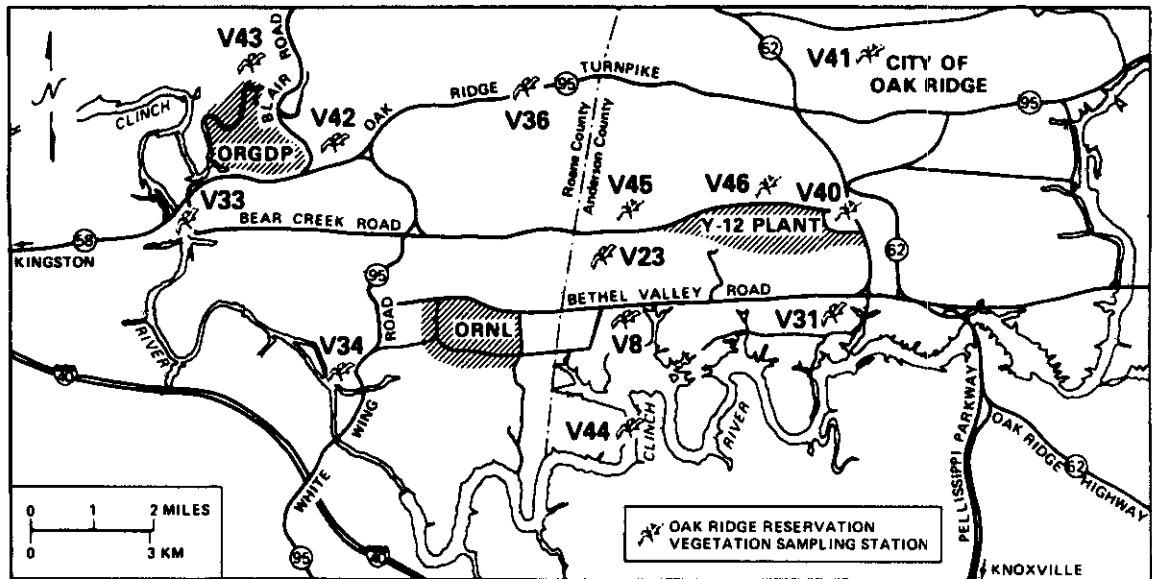 V43
BLAIR ROAD
N
CLINCH
ORGDP
V42
OAK RIDGE TURNPIKE
95
V36
62
V41
CITY OF
OAK RIDGE
95
Roane County
Anderson County
V33
V45
V46
V40
BEAR CREEK ROAD
Y-12 PLANT
58
KINGSTON
95
V23
62
BETHEL VALLEY ROAD
RIVER
ORNL
V34
V8
V31
WHITE WING ROAD
V44
CLINCH RIVER
PELLISSIPPI PARKWAY
OAK RIDGE HIGHWAY
62
40
0 1 2 MILES
0 3 KM
95
40
OAK RIDGE RESERVATION
VEGETATION SAMPLING STATION
KNOXVILLE